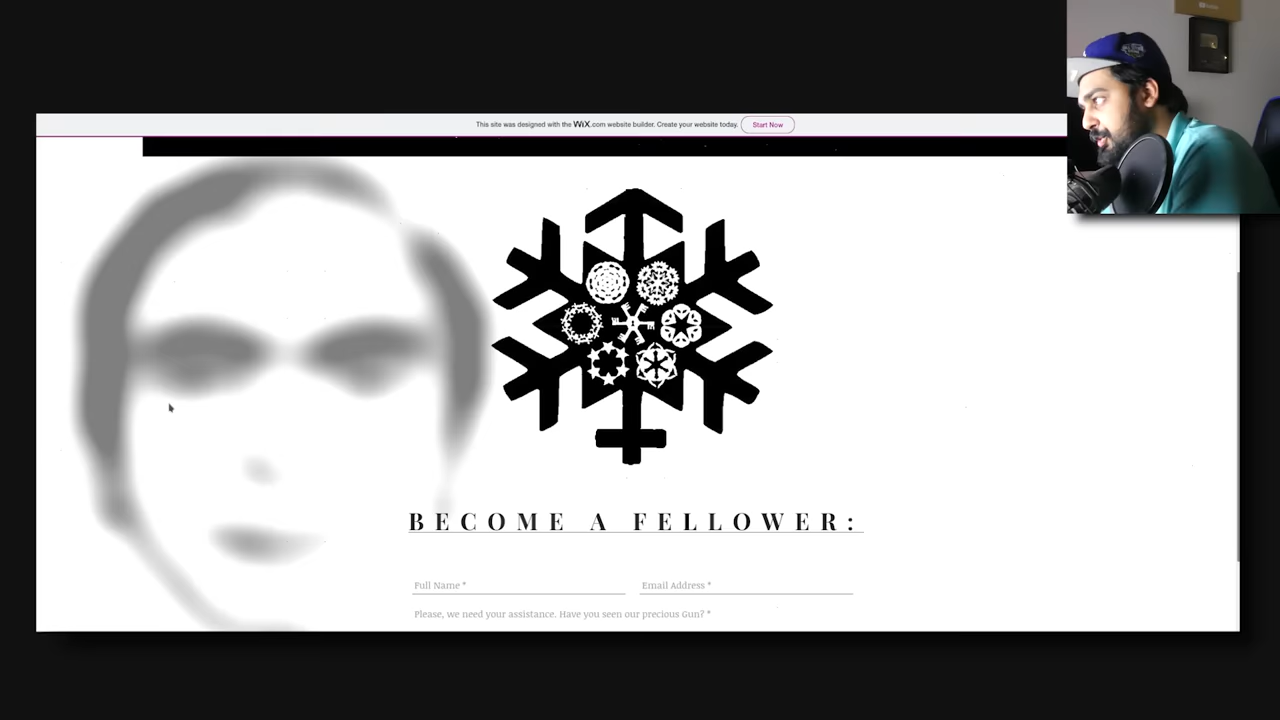 This site was designed with the WiX.com website builder. Create your website today. Start Now
BECOME A FELLOWER:
Full Name * Email Address *
Please, we need your assistance. Have you seen our precious Gun? *